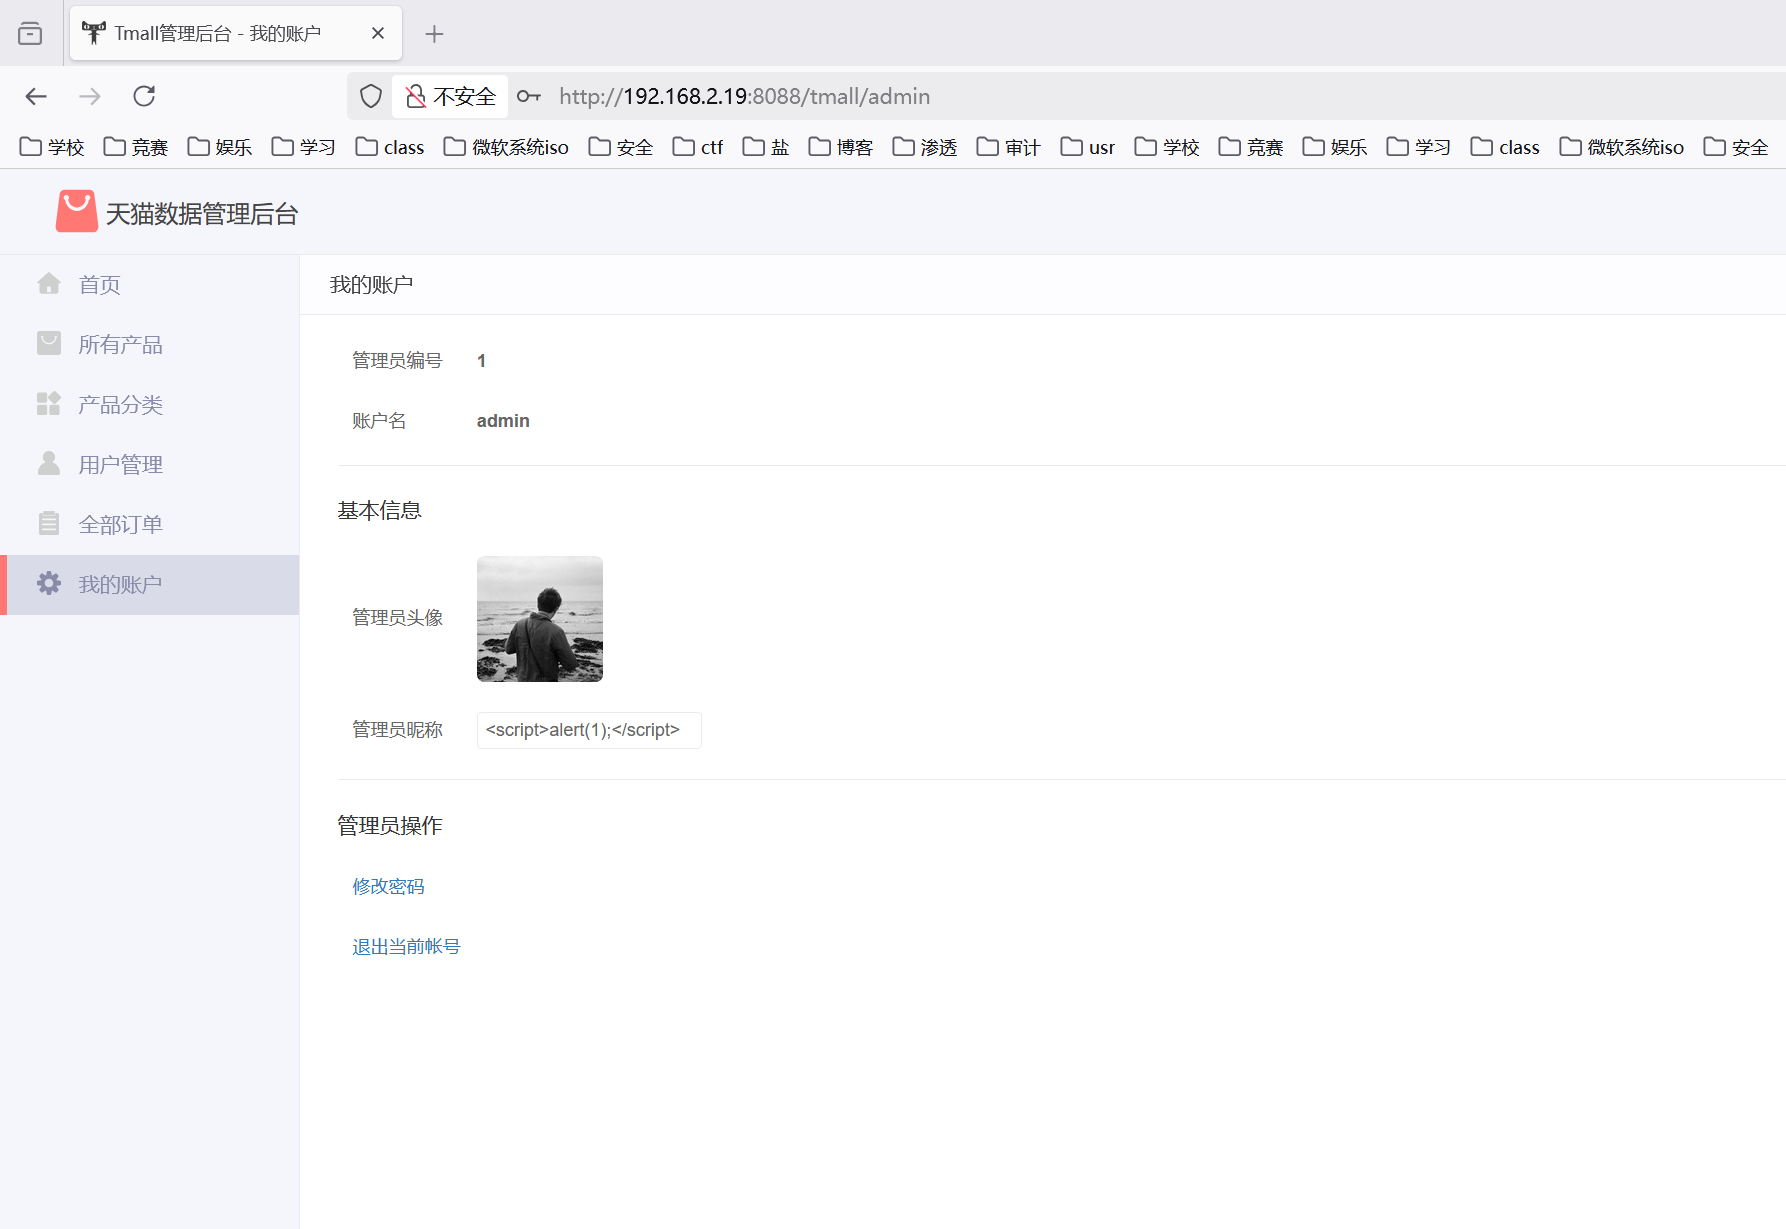 Tmall管理后台 - 我的账户
不安全 http://192.168.2.19:8088/tmall/admin
学校 竞赛 娱乐 学习 class 微软系统iso 安全 ctf 盐 博客 渗透 审计 usr 学校 竞赛 娱乐 学习 class 微软系统iso 安全
天猫数据管理后台
首页
所有产品
产品分类
用户管理
全部订单
我的账户
我的账户
管理员编号 1
账户名 admin
基本信息
管理员头像
管理员昵称 <script>alert(1);</script>
管理员操作
修改密码
退出当前帐号